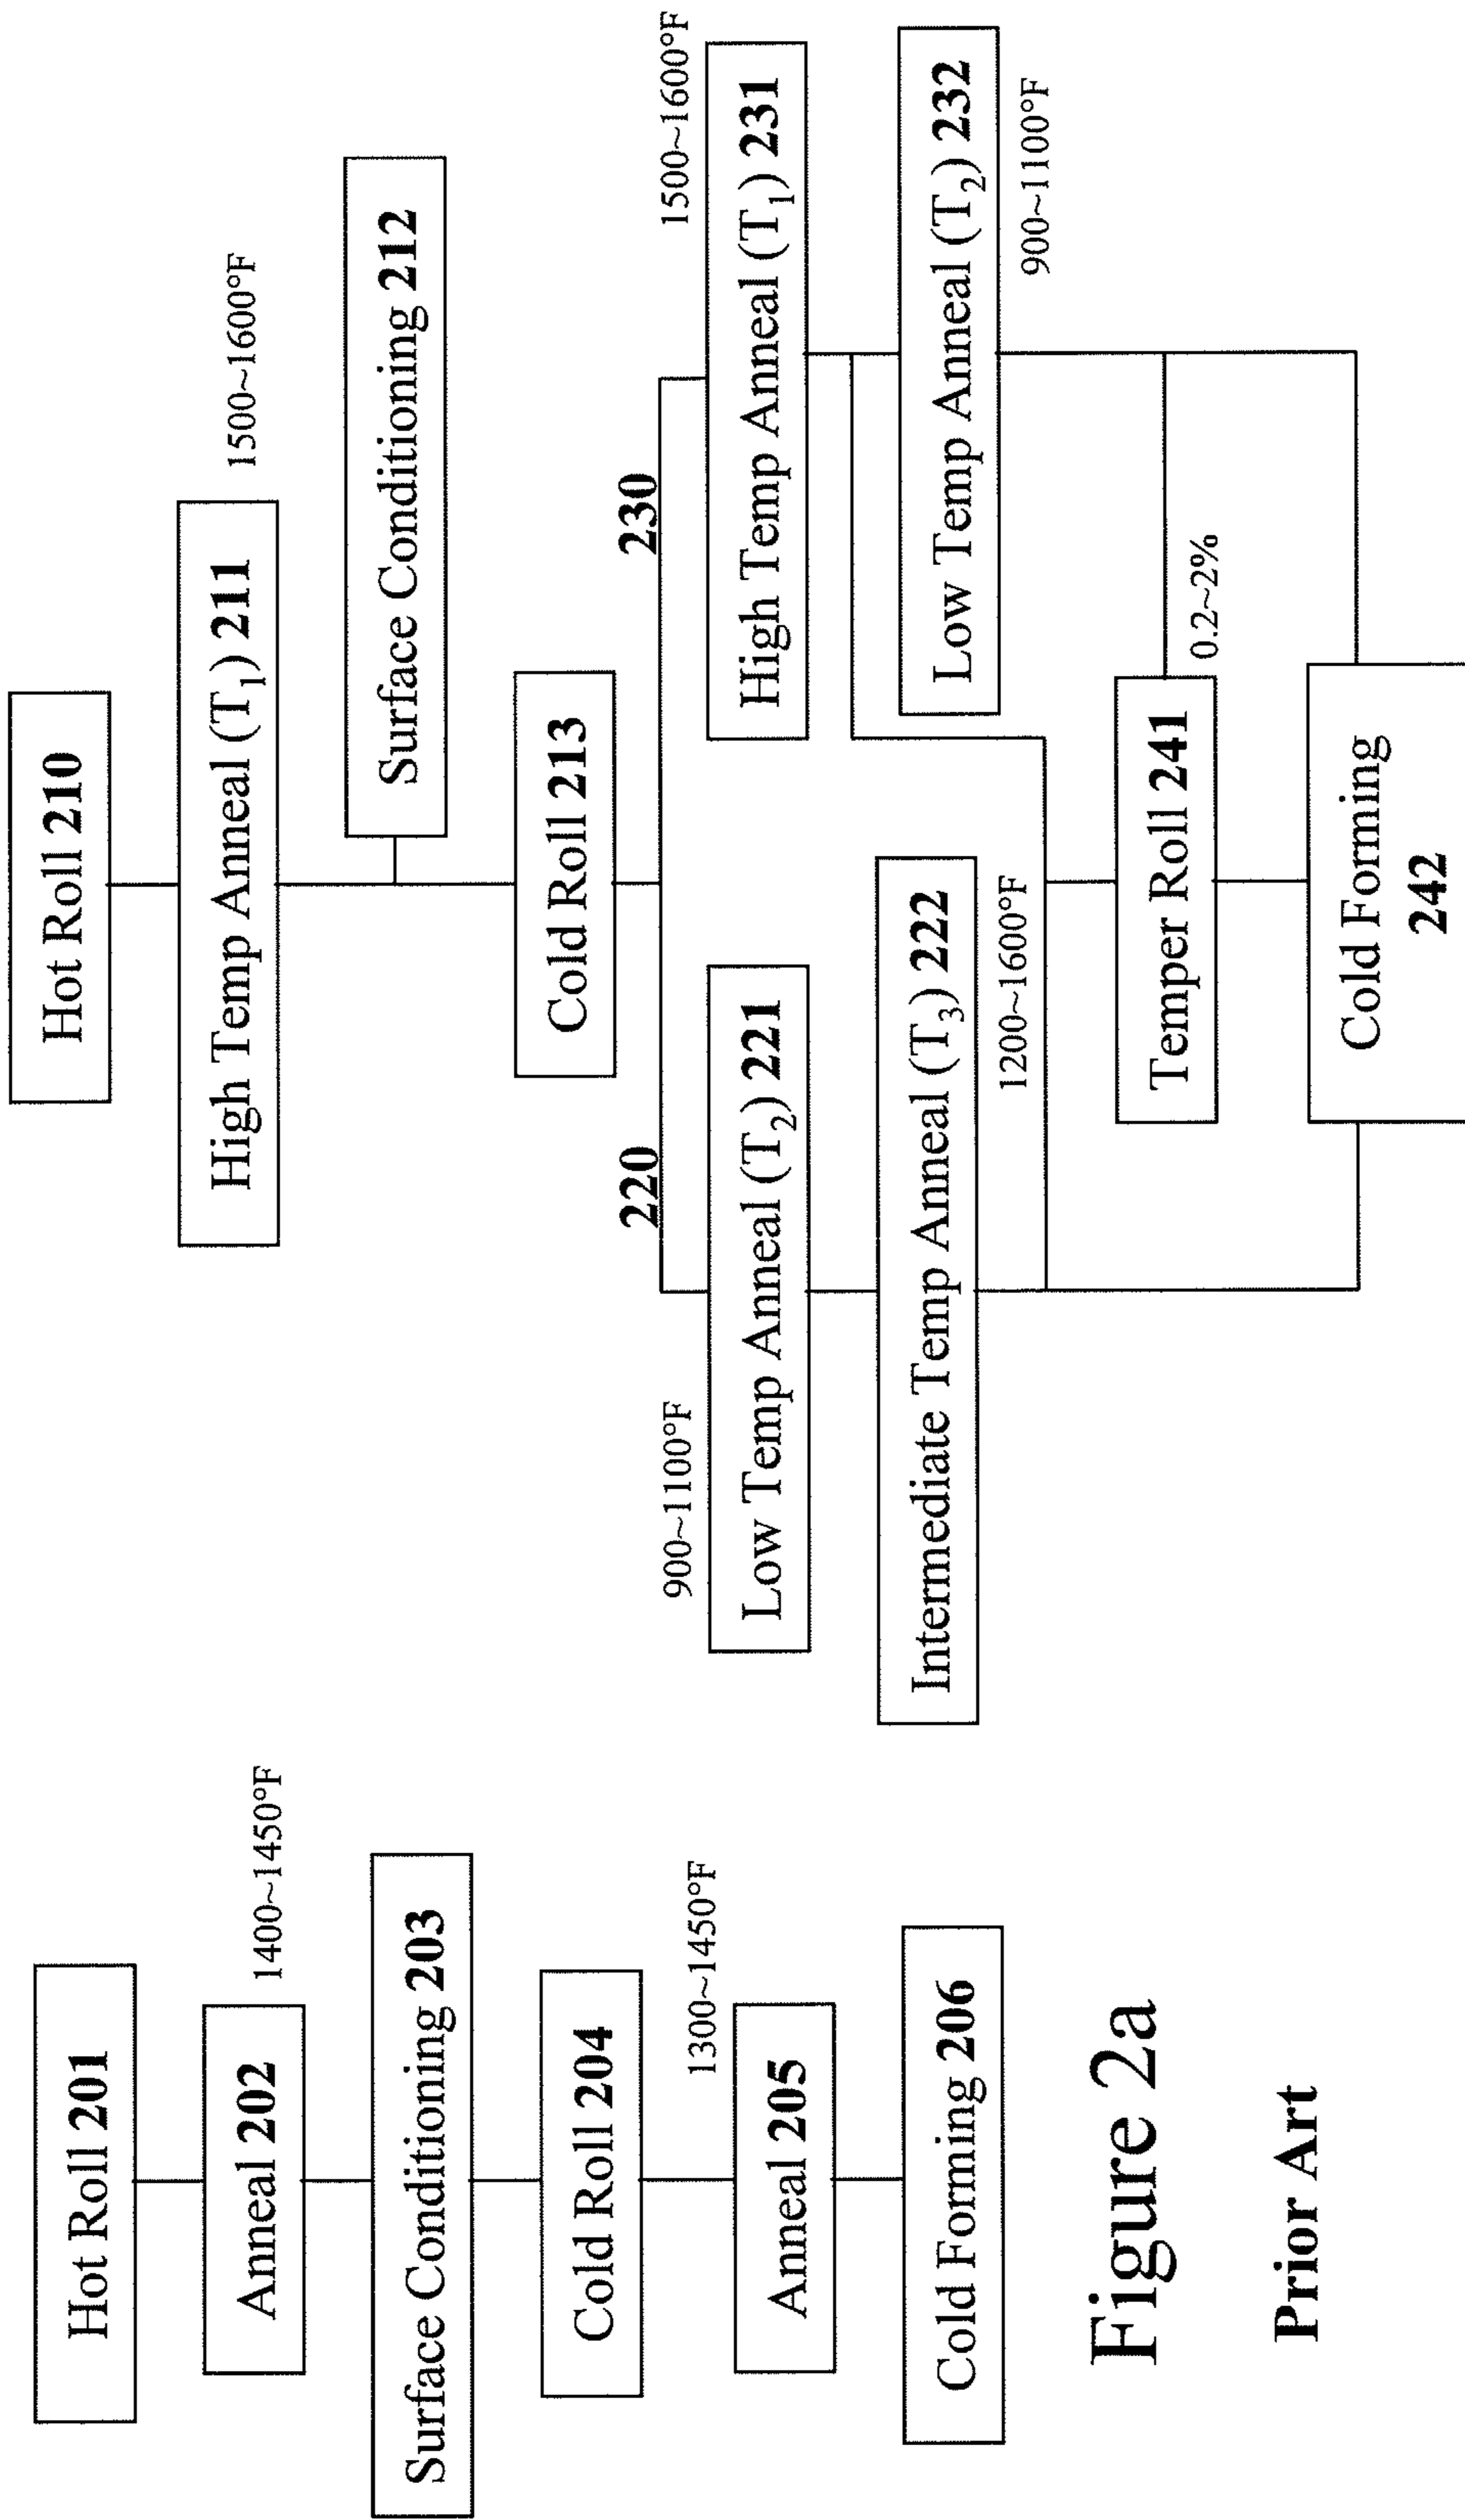 Hot Roll 201
Anneal 202
1400~1450°F
Surface Conditioning 203
Cold Roll 204
1300~1450°F
Anneal 205
Cold Forming 206
Figure 2a
Prior Art
Hot Roll 210
High Temp Anneal (T₁) 211
1500~1600°F
Surface Conditioning 212
Cold Roll 213
220
230
900~1100°F
Low Temp Anneal (T₂) 221
Intermediate Temp Anneal (T₃) 222
1200~1600°F
1500~1600°F
High Temp Anneal (T₁) 231
Low Temp Anneal (T₂) 232
900~1100°F
Temper Roll 241
0.2~2%
Cold Forming
242